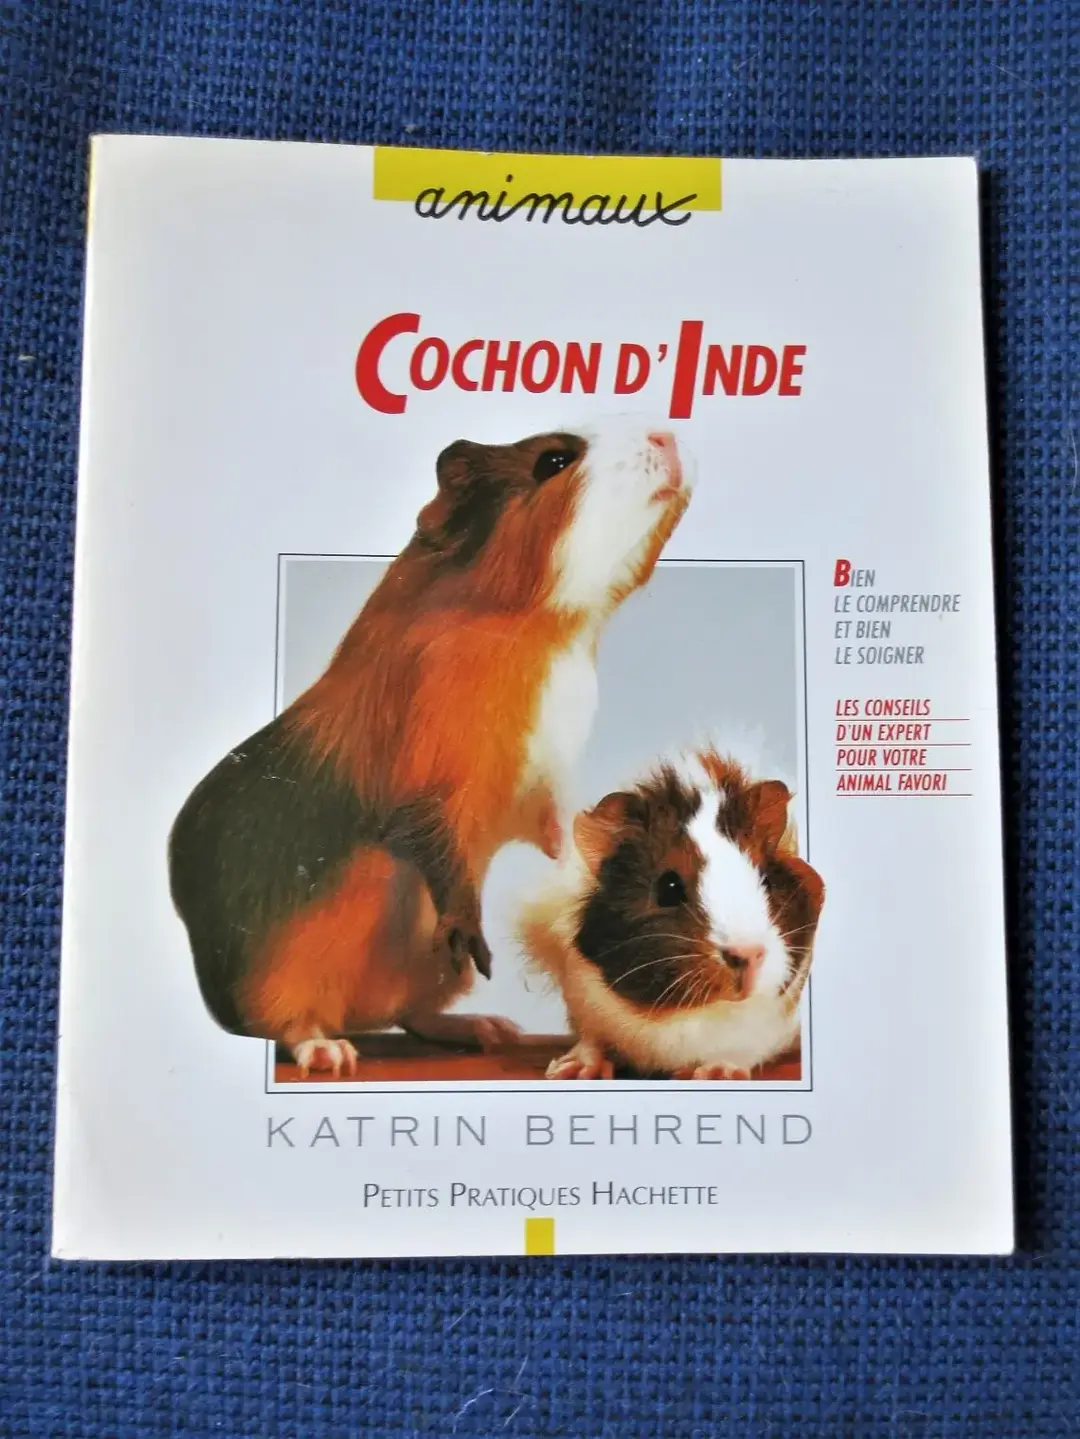 animaux
COCHON D'INDE
BIEN
LE COMPRENDRE
ET BIEN
LE SOIGNER
LES CONSEILS
D'UN EXPERT
POUR VOTRE
ANIMAL FAVORI
KATRIN BEHREND
PETITS PRATIQUES HACHETTE